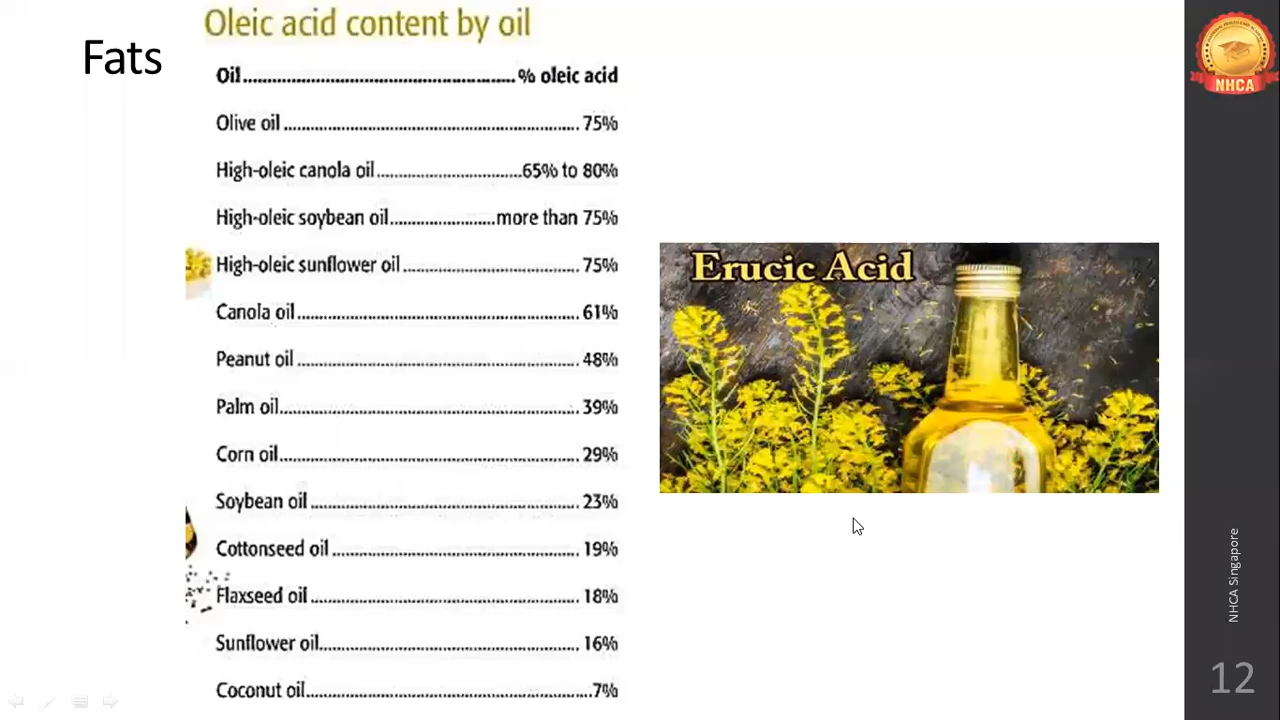 Fats
Oleic acid content by oil
Oil % oleic acid
Olive oil 75%
High-oleic canola oil 65% to 80%
High-oleic soybean oil more than 75%
High-oleic sunflower oil 75%
Canola oil 61%
Peanut oil 48%
Palm oil 39%
Corn oil 29%
Soybean oil 23%
Cottonseed oil 19%
Flaxseed oil 18%
Sunflower oil 16%
Coconut oil 7%
Erucic Acid
NHCA
NHCA Singapore
12